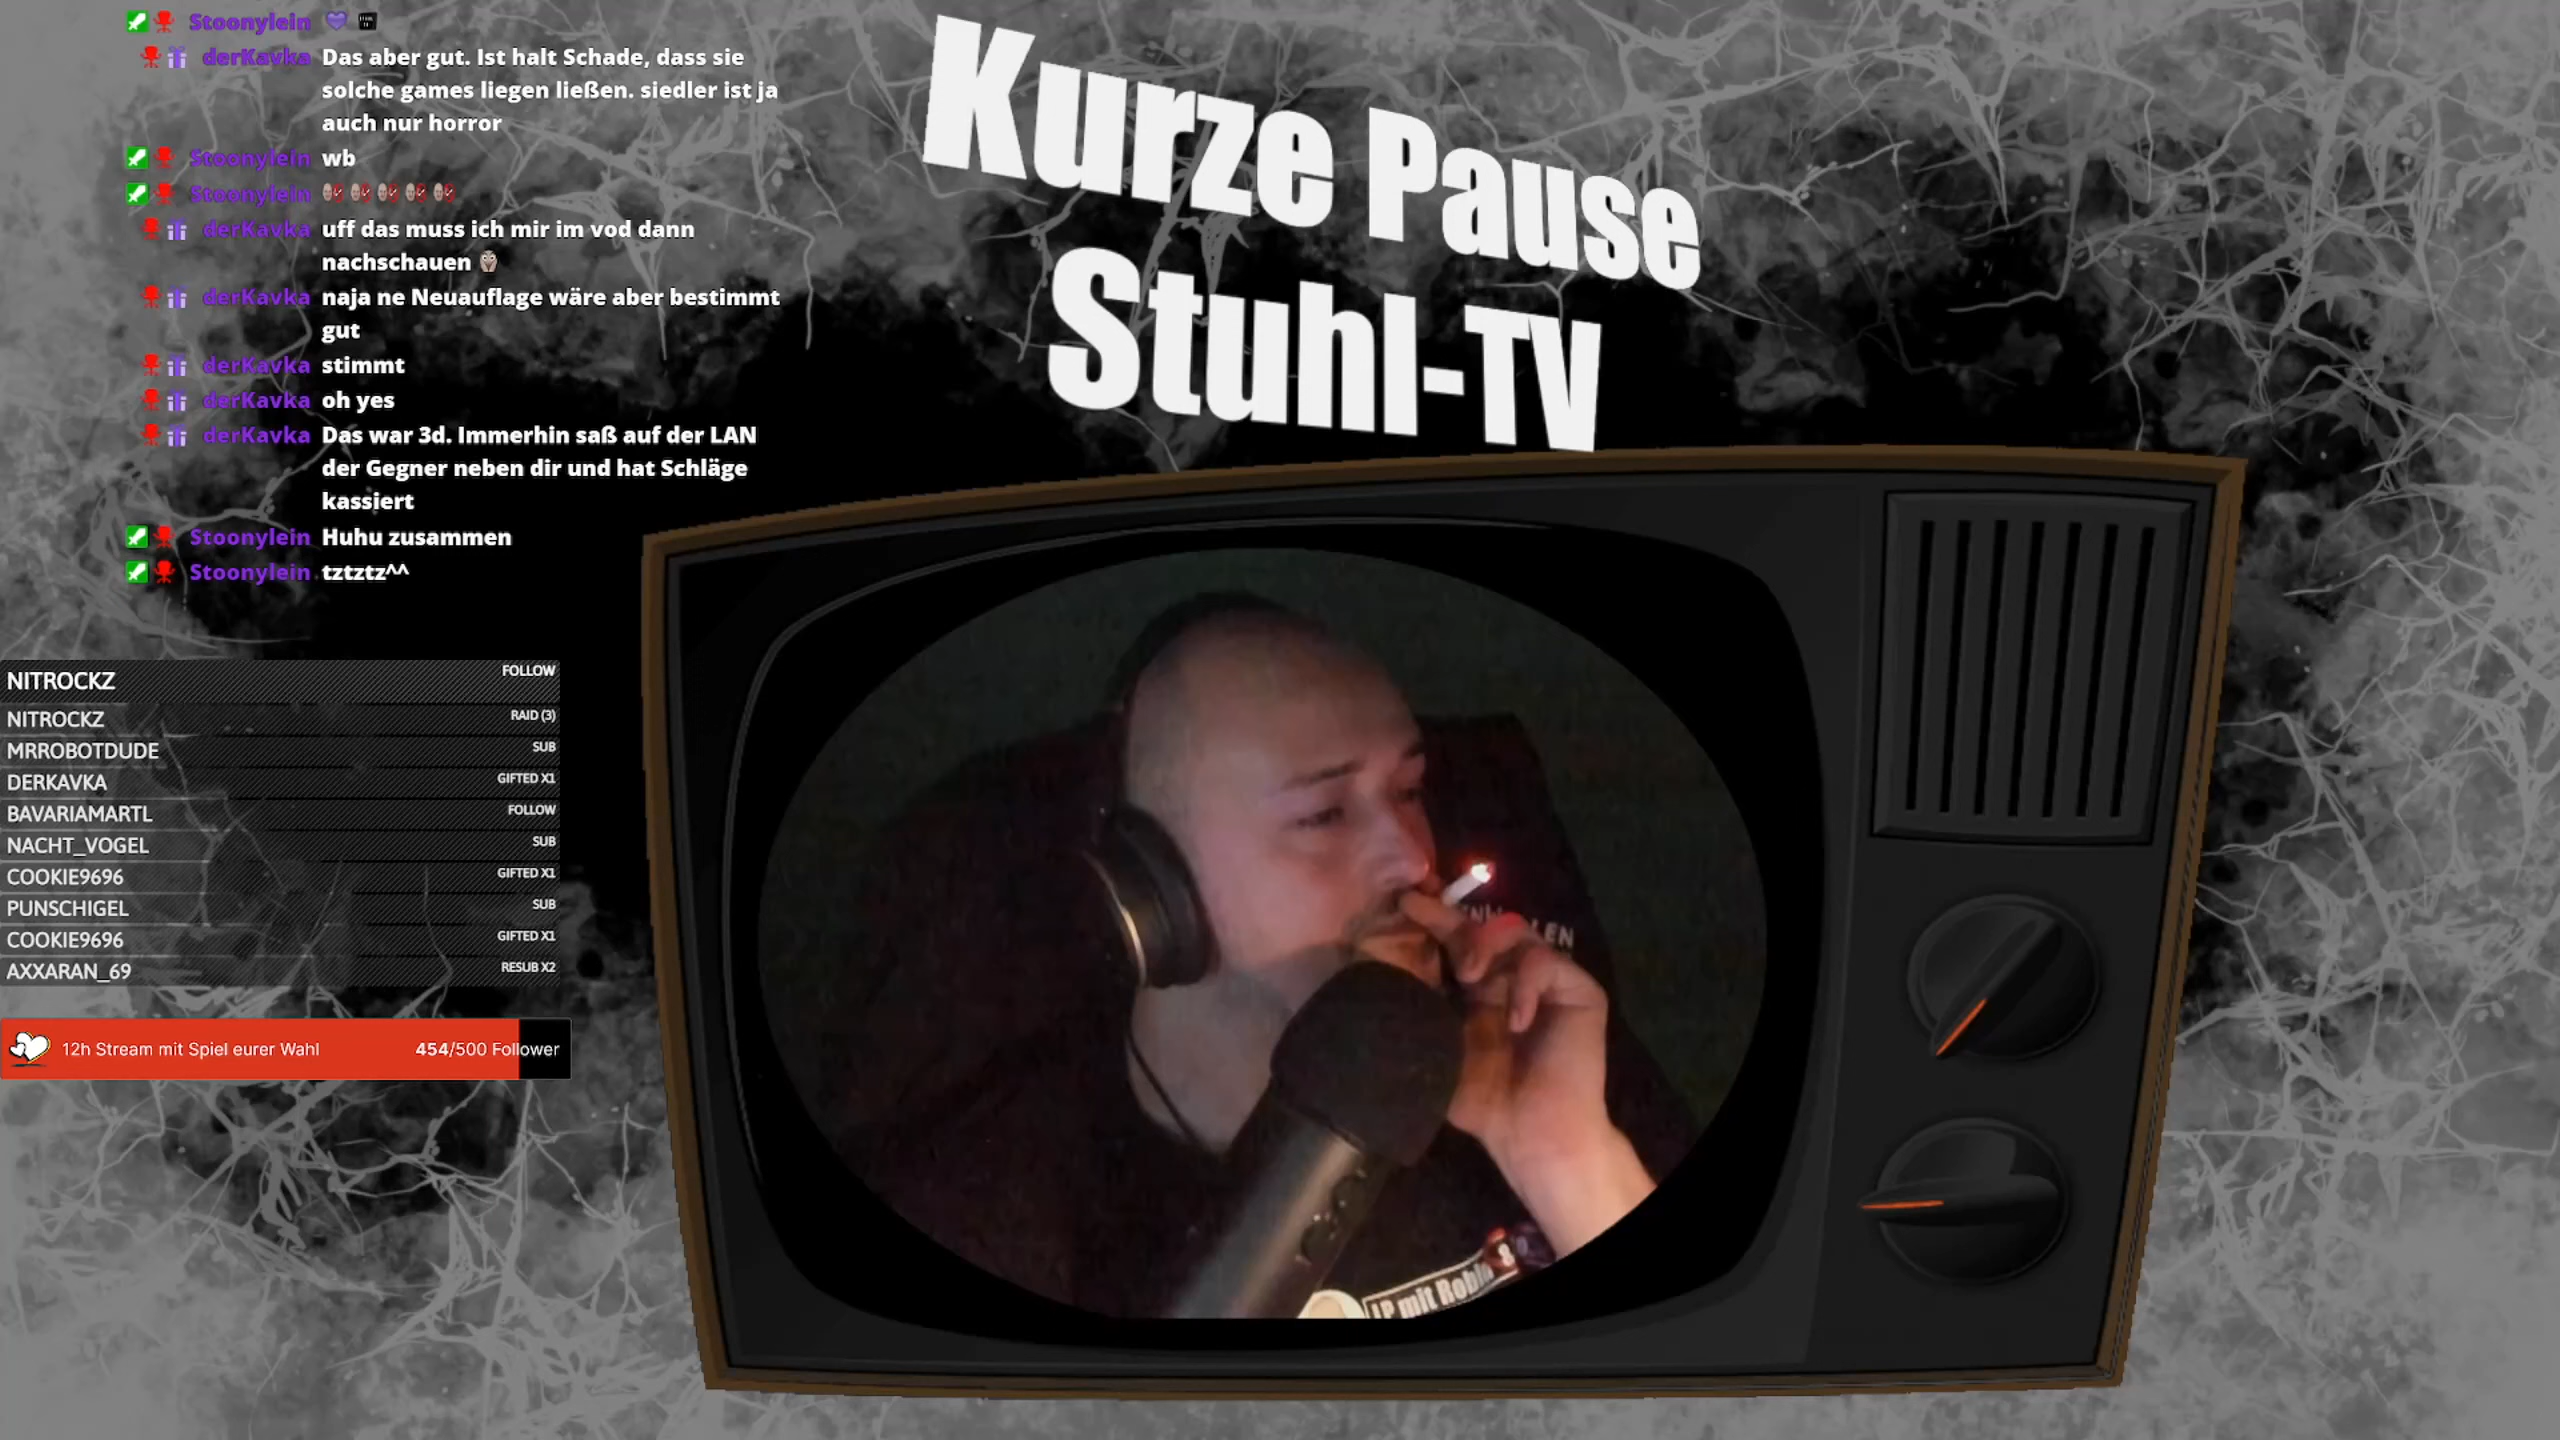 Stoonylein
derKavka Das aber gut. Ist halt Schade, dass sie
solche games liegen ließen. siedler ist ja
auch nur horror
Stoonylein wb
Stoonylein
derKavka uff das muss ich mir im vod dann
nachschauen
derKavka naja ne Neuauflage wäre aber bestimmt
gut
derKavka stimmt
derKavka oh yes
derKavka Das war 3d. Immerhin saß auf der LAN
der Gegner neben dir und hat Schläge
kassiert
Stoonylein Huhu zusammen
Stoonylein tztztz^^
Kurze Pause
Stuhl-TV
NITROCKZ FOLLOW
NITROCKZ RAID (3)
MRROBOTDUDE SUB
DERKAVKA GIFTED X1
BAVARIAMARTL FOLLOW
NACHT_VOGEL SUB
COOKIE9696 GIFTED X1
PUNSCHIGEL SUB
COOKIE9696 GIFTED X1
AXXARAN_69 RESUB X2
12h Stream mit Spiel eurer Wahl 454/500 Follower
LP mit Robin